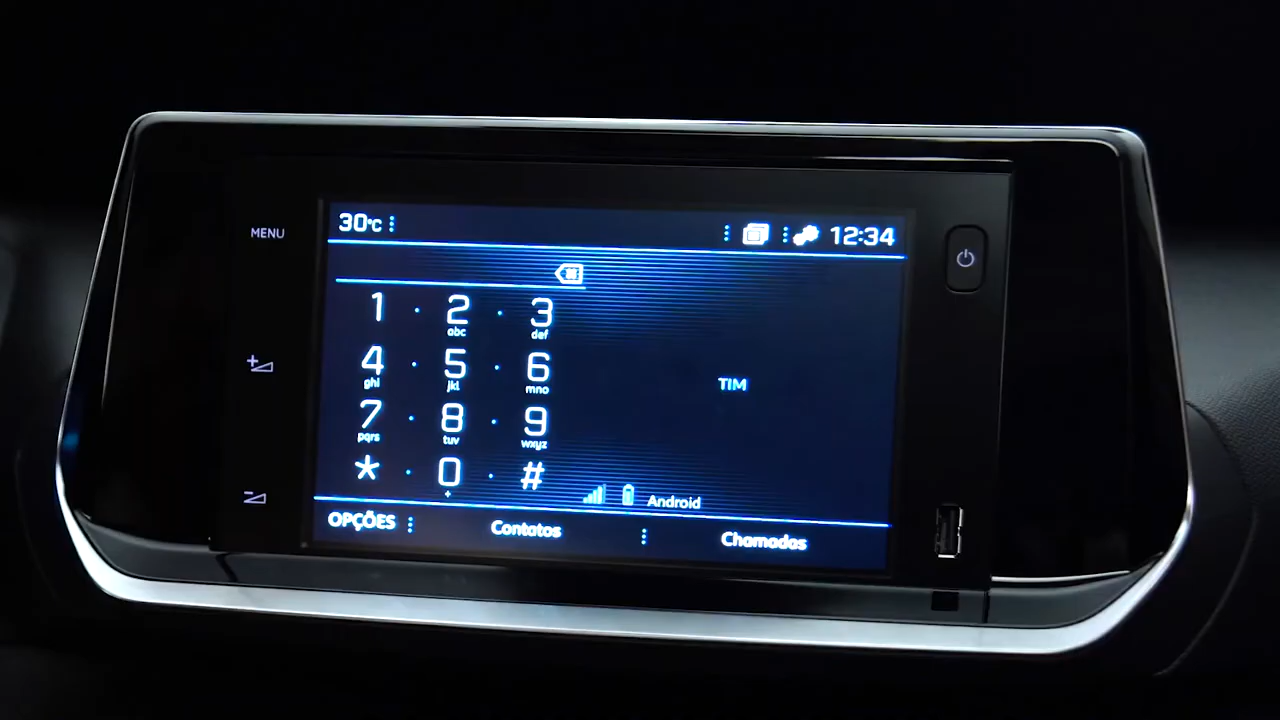 MENU
30°C
12:34
1 2 3
abc def
4 5 6
ghi jkl mno
7 8 9
pqrs tuv wxyz
* 0 #
+
TIM
Android
OPÇÕES Contatos Chamadas